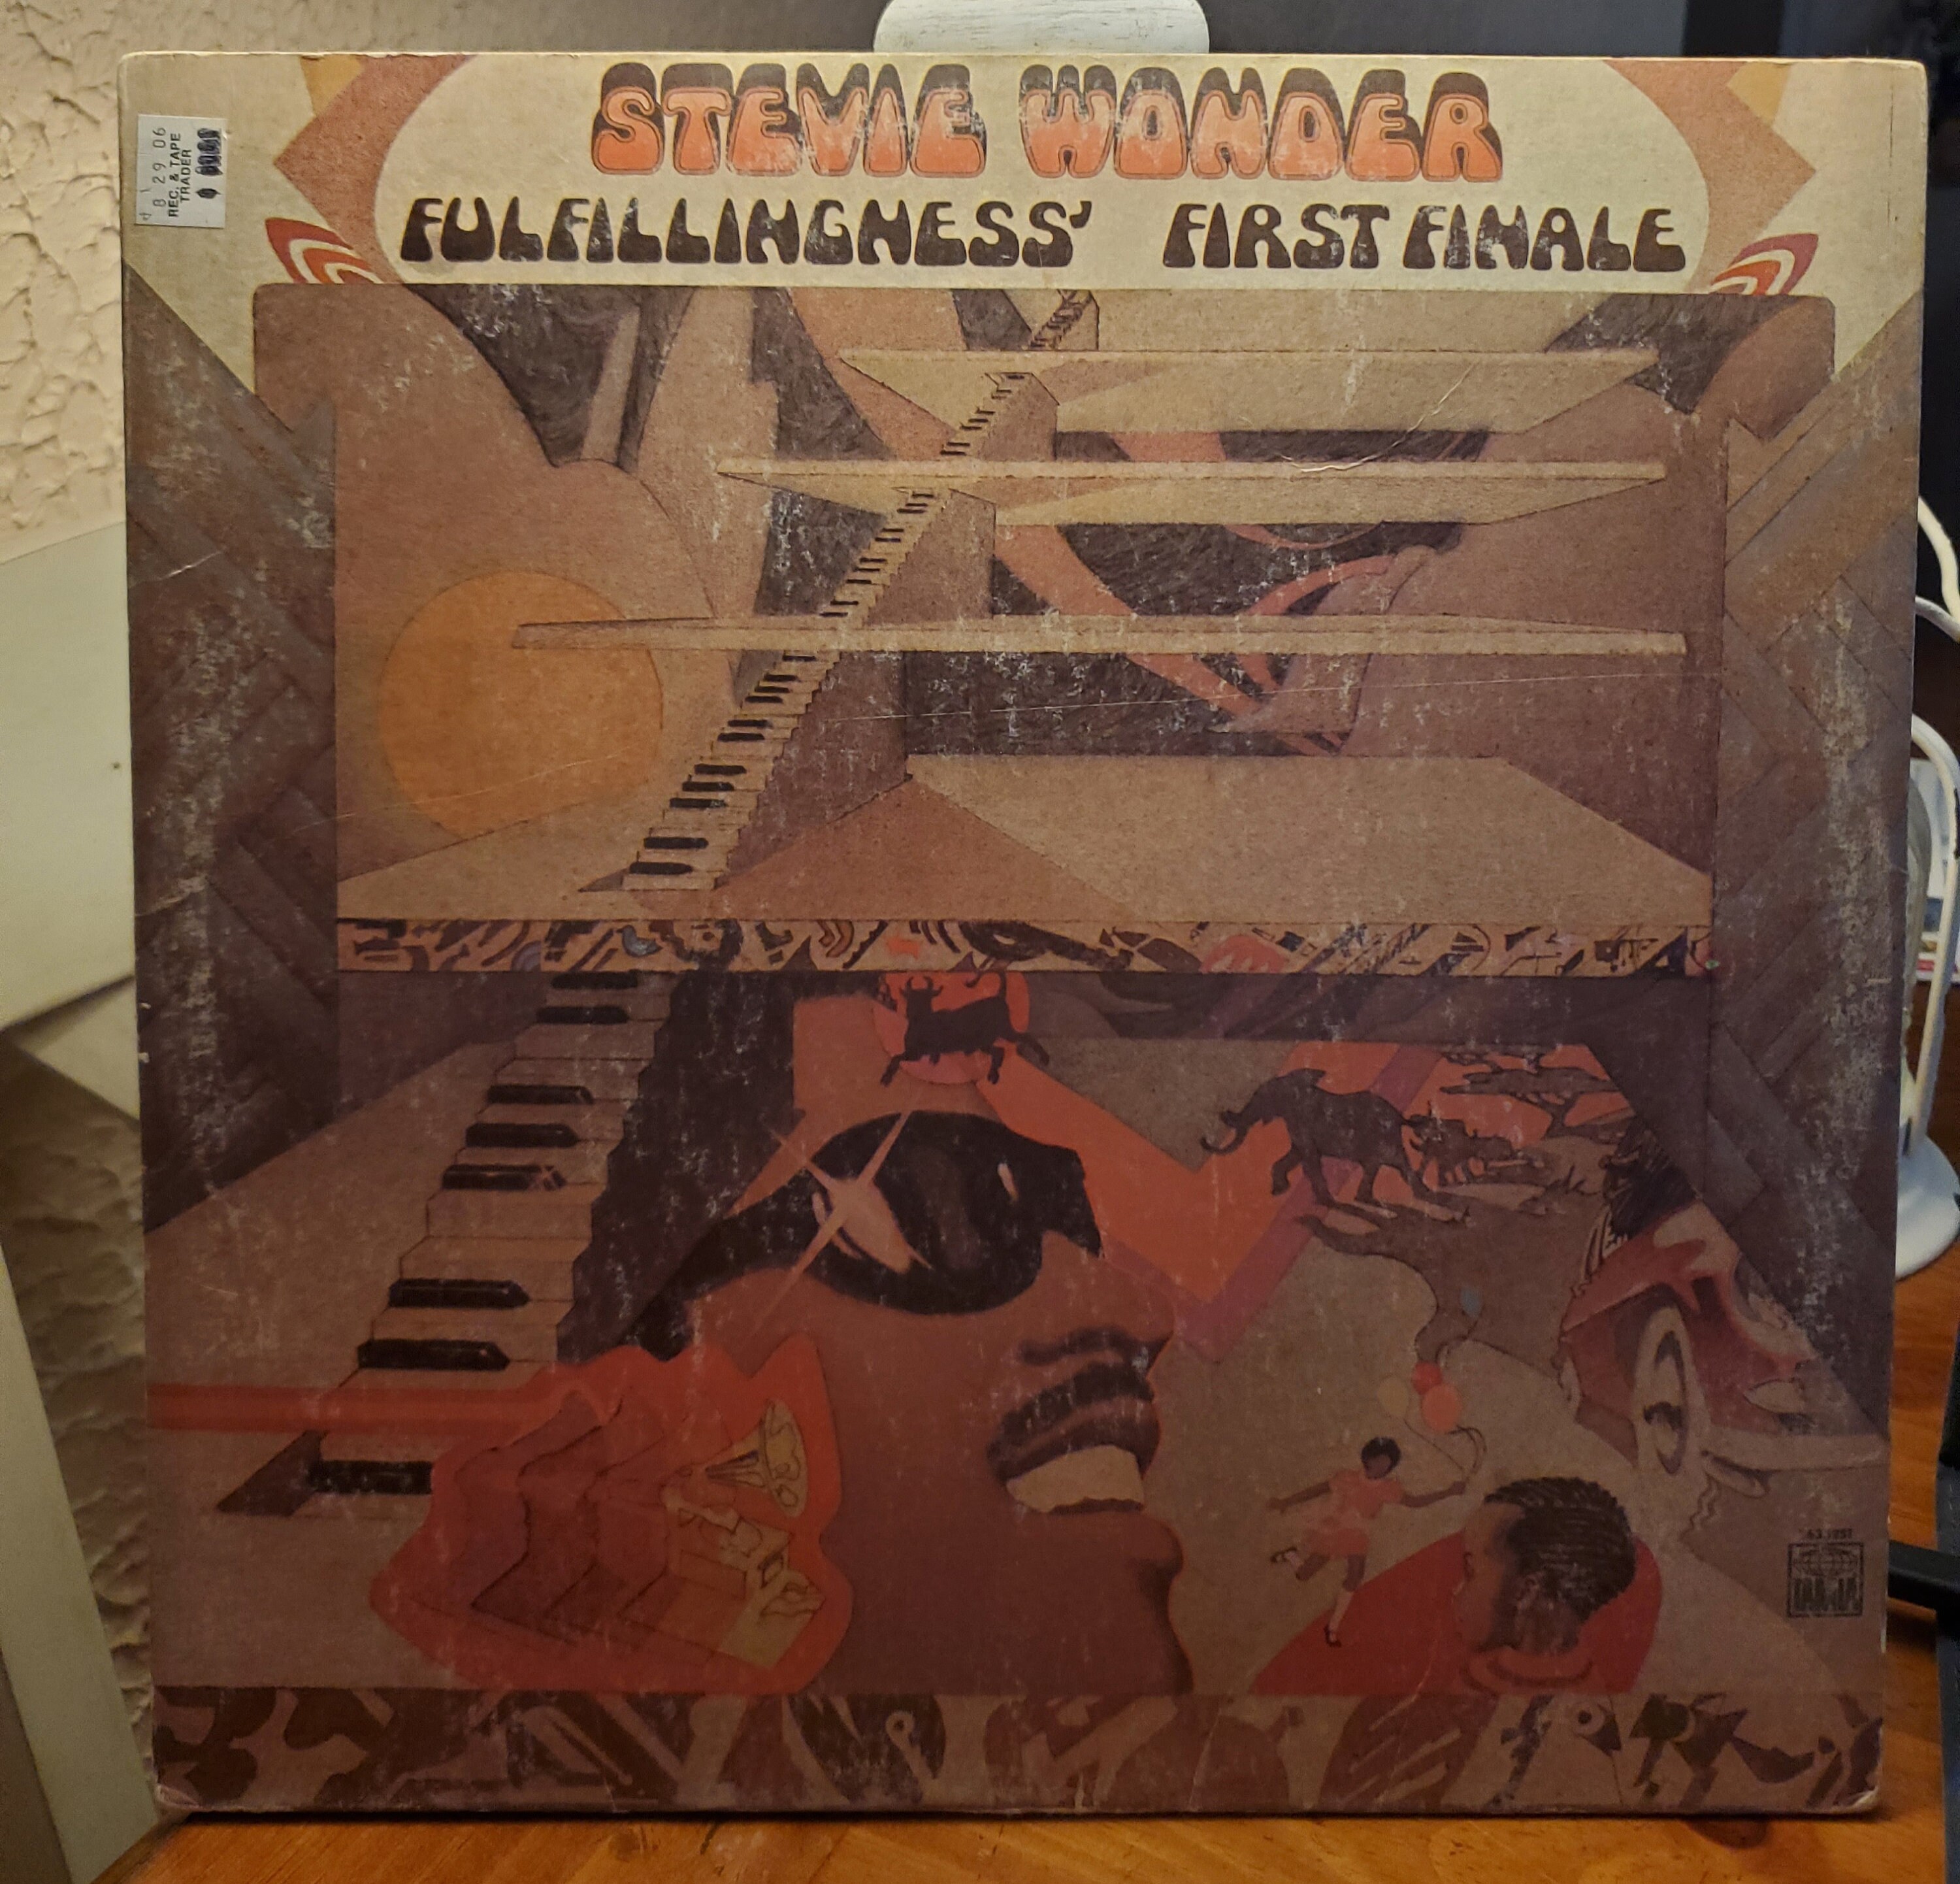 STEVIE WONDER
FULFILLINGNESS' FIRST FINALE
8 29 06
REC. & TAPE
TRADER